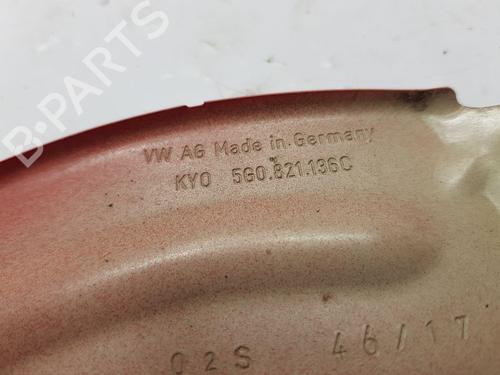 B-PARTS
VW AG Made in Germany
KYO 5G0.821.136C
02S 46/17